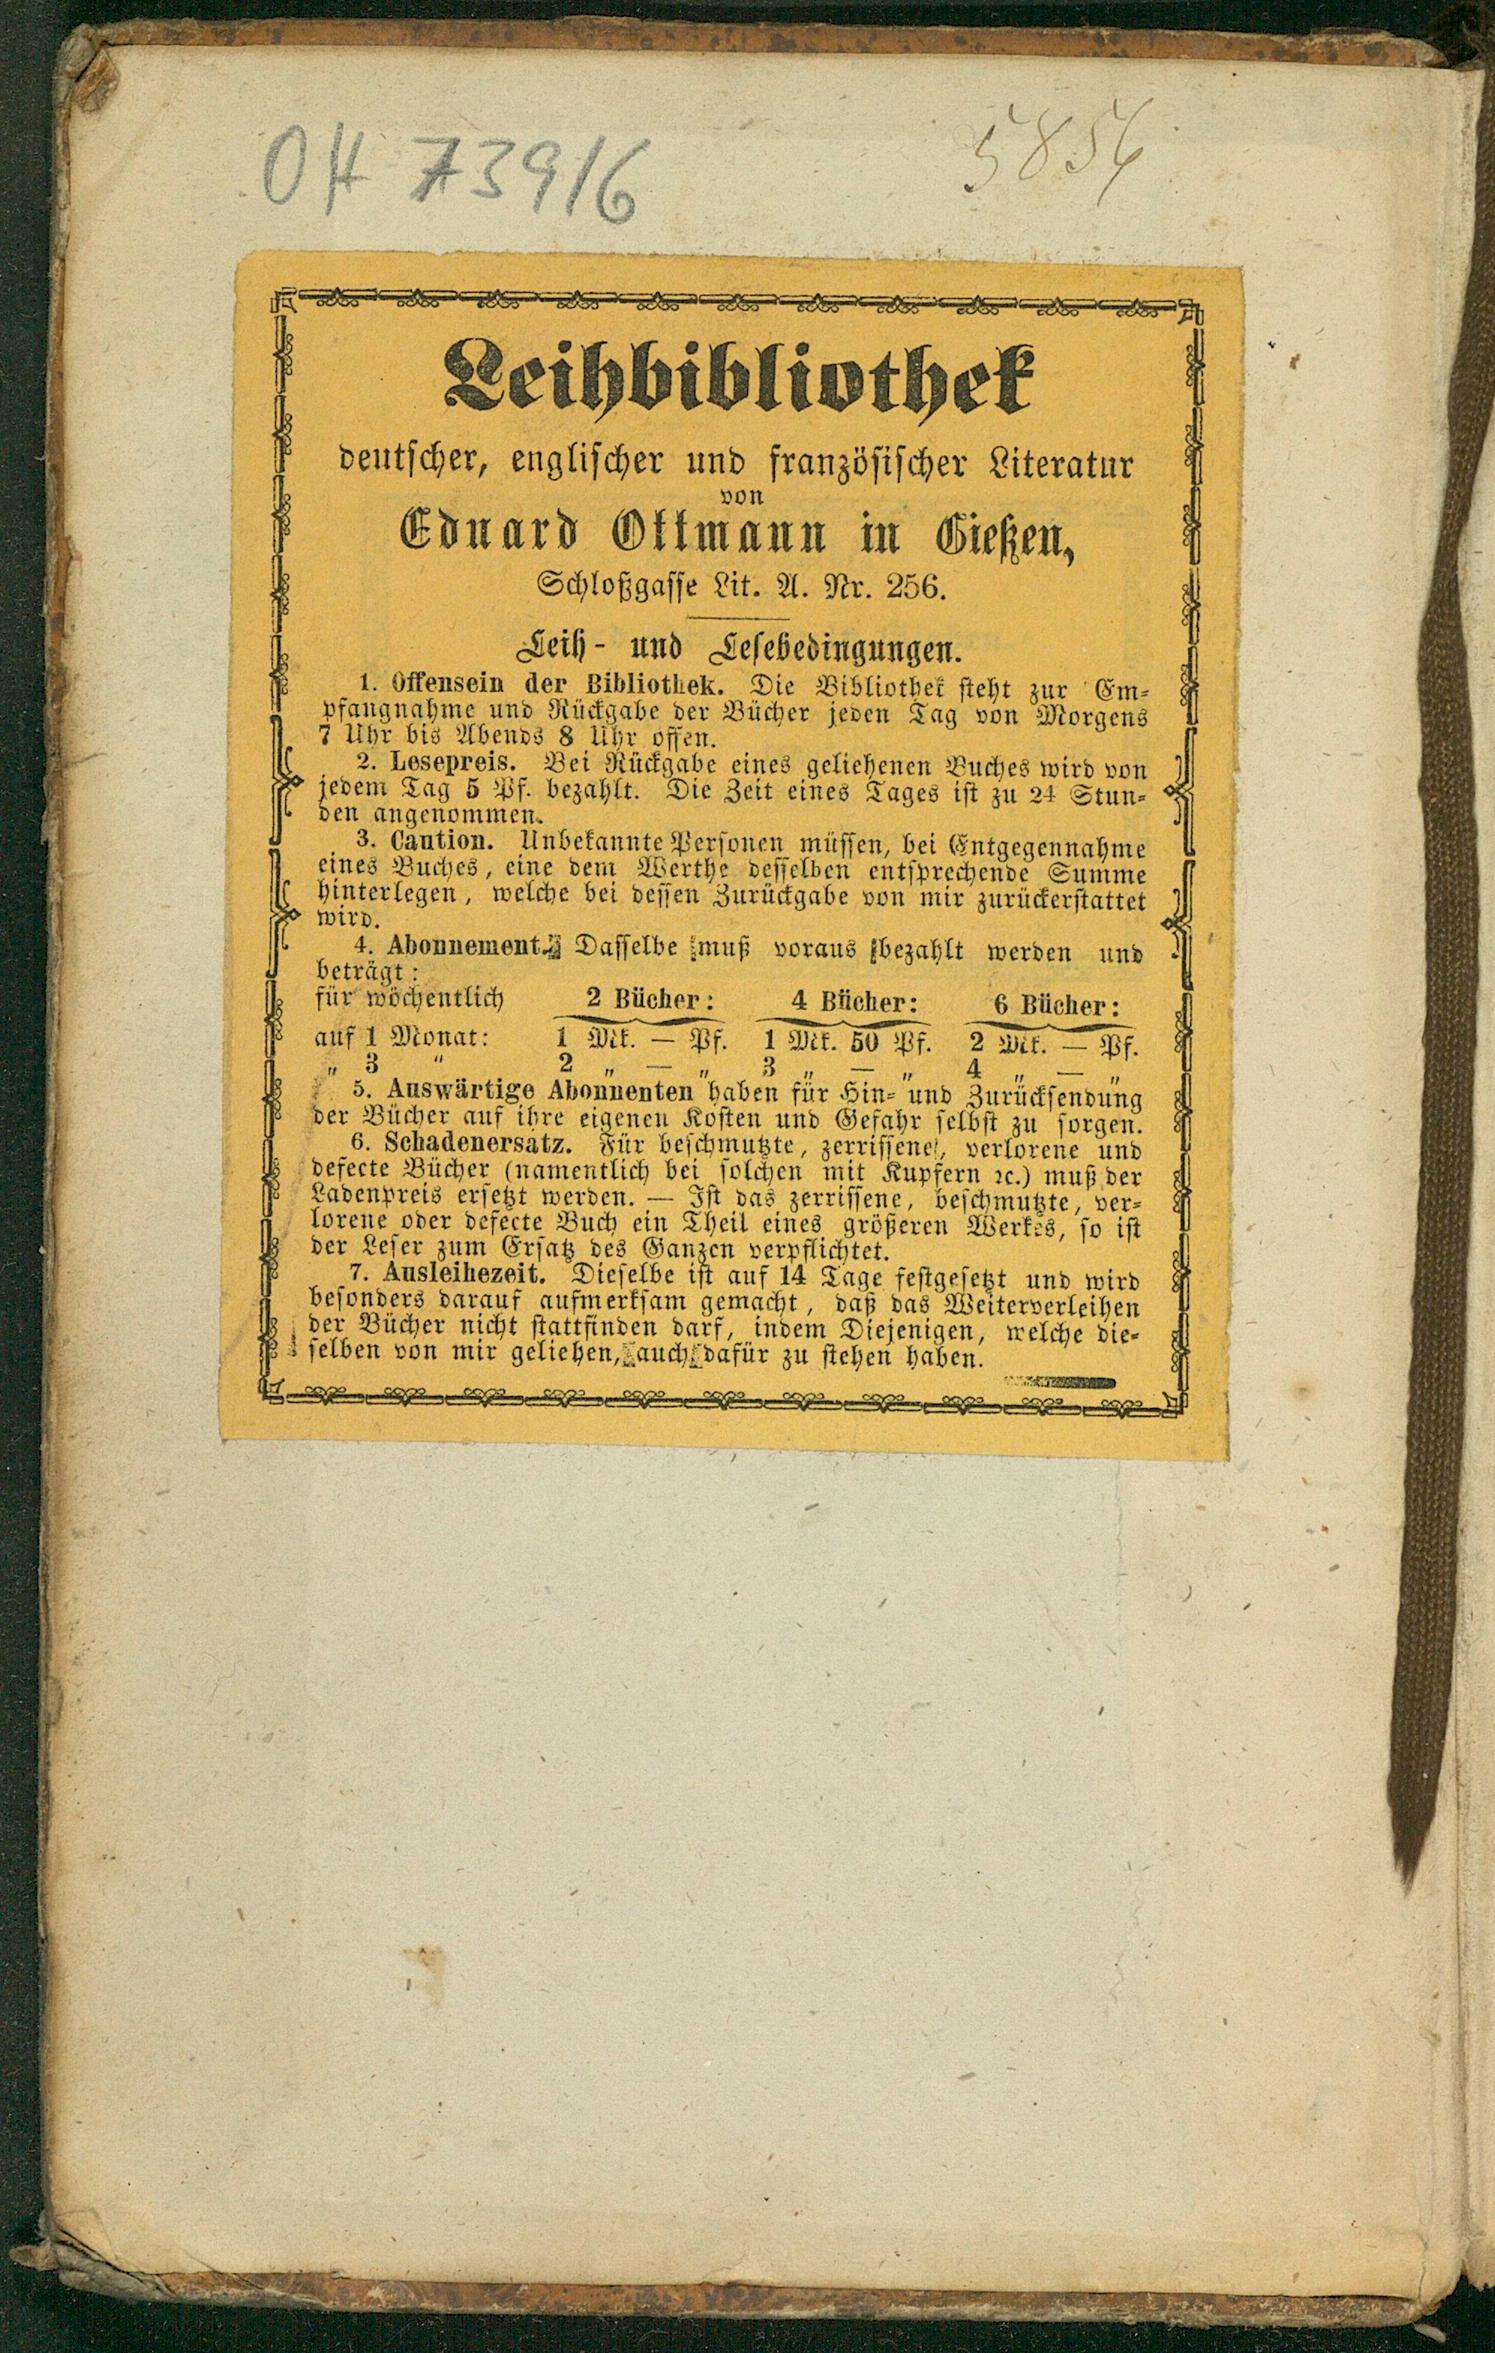 OH 73916
5854
Leihbibliothek
deutscher, englischer und französischer Literatur
von
Eduard Ottmann in Gießen,
Schloßgasse Lit. A. Nr. 256.
Leih- und Lesebedingungen.
1. Offensein der Bibliothek. Die Bibliothek steht zur Em-
pfangnahme und Rückgabe der Bücher jeden Tag von Morgens
7 Uhr bis Abends 8 Uhr offen.
2. Lesepreis. Bei Rückgabe eines geliehenen Buches wird von
jedem Tag 5 Pf. bezahlt. Die Zeit eines Tages ist zu 24 Stun-
den angenommen.
3. Caution. Unbekannte Personen müssen, bei Entgegennahme
eines Buches, eine dem Werthe desselben entsprechende Summe
hinterlegen, welche bei dessen Zurückgabe von mir zurückerstattet
wird.
4. Abonnement. Dasselbe muß voraus bezahlt werden und
beträgt:
für wöchentlich 2 Bücher: 4 Bücher: 6 Bücher:
auf 1 Monat: 1 Mk. — Pf. 1 Mk. 50 Pf. 2 Mk. — Pf.
„ 3 „ 2 „ — „ 3 „ — „ 4 „ — „
5. Auswärtige Abonnenten haben für Hin- und Zurücksendung
der Bücher auf ihre eigenen Kosten und Gefahr selbst zu sorgen.
6. Schadenersatz. Für beschmutzte, zerrissene, verlorene und
defecte Bücher (namentlich bei solchen mit Kupfern ꝛc.) muß der
Ladenpreis ersetzt werden. — Ist das zerrissene, beschmutzte, ver-
lorene oder defecte Buch ein Theil eines größeren Werkes, so ist
der Leser zum Ersatz des Ganzen verpflichtet.
7. Ausleihezeit. Dieselbe ist auf 14 Tage festgesetzt und wird
besonders darauf aufmerksam gemacht, daß das Weiterverleihen
der Bücher nicht stattfinden darf, indem Diejenigen, welche die-
selben von mir geliehen, auch dafür zu stehen haben.